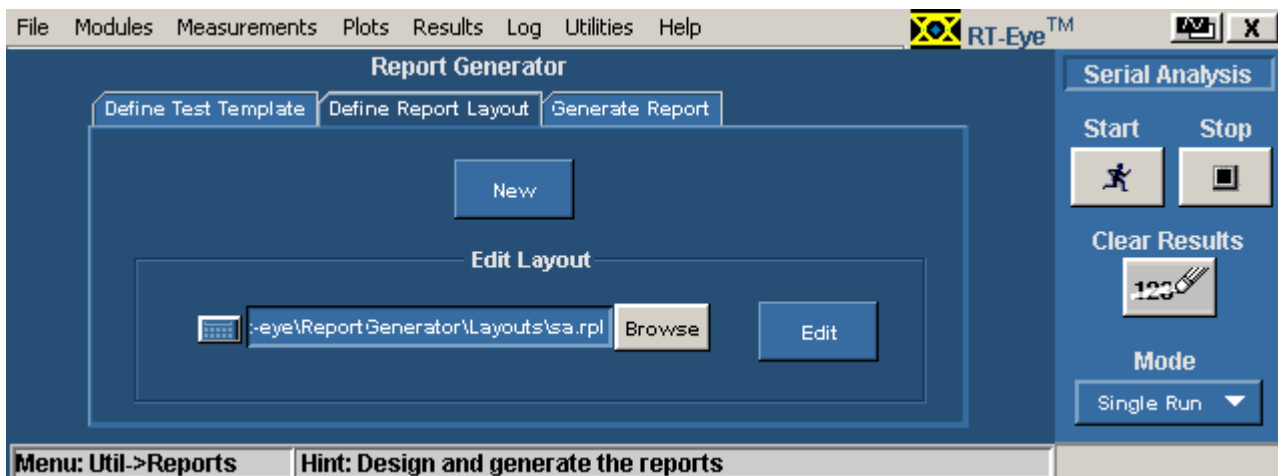 File Modules Measurements Plots Results Log Utilities Help RT-Eye™ X
Report Generator
Define Test Template Define Report Layout Generate Report
New
Edit Layout
:-eye\ReportGenerator\Layouts\sa.rpl Browse Edit
Serial Analysis
Start Stop
Clear Results
123
Mode
Single Run
Menu: Util->Reports Hint: Design and generate the reports